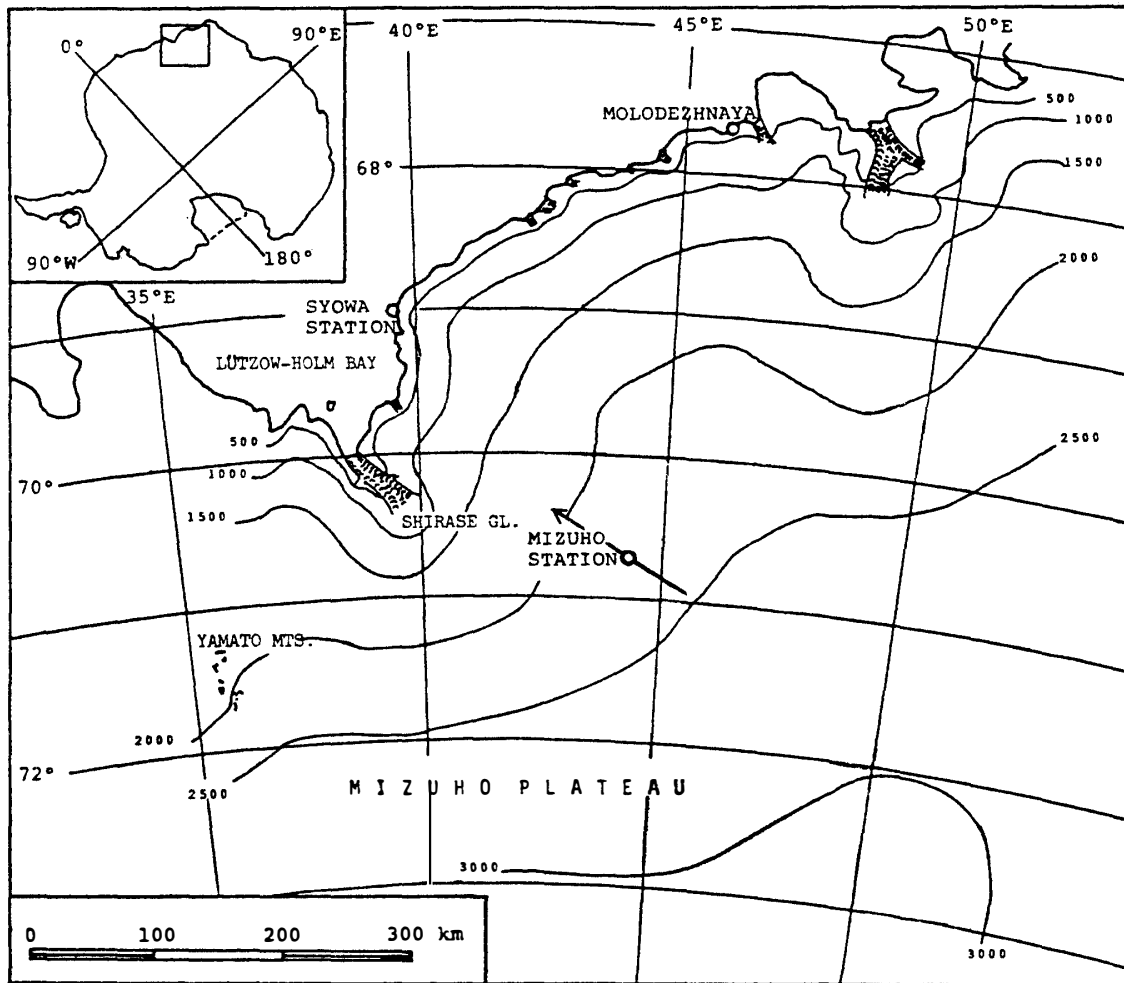 0°
90°E
90°W
180°
40°E
45°E
50°E
MOLODEZHNAYA
500
1000
1500
68°
2000
35°E
SYOWA
STATION
LÜTZOW-HOLM BAY
500
1000
1500
2500
70°
SHIRASE GL.
MIZUHO
STATION
YAMATO MTS.
2000
2500
72°
MIZUHO PLATEAU
3000
3000
0 100 200 300 km